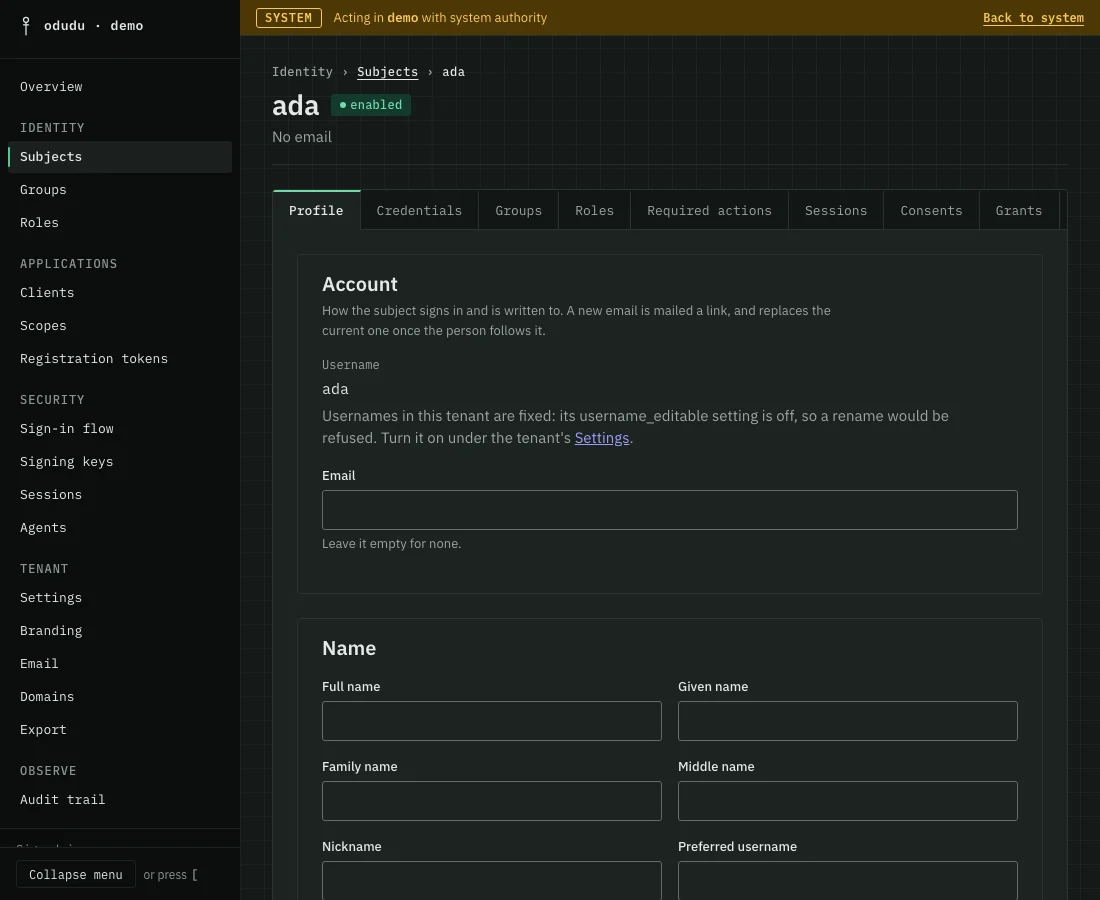 odudu · demo
SYSTEM Acting in demo with system authority Back to system
Overview
IDENTITY
Subjects
Groups
Roles
APPLICATIONS
Clients
Scopes
Registration tokens
SECURITY
Sign-in flow
Signing keys
Sessions
Agents
TENANT
Settings
Branding
Email
Domains
Export
OBSERVE
Audit trail
Collapse menu or press [
Identity › Subjects › ada
ada enabled
No email
Profile Credentials Groups Roles Required actions Sessions Consents Grants
Account
How the subject signs in and is written to. A new email is mailed a link, and replaces the
current one once the person follows it.
Username
ada
Usernames in this tenant are fixed: its username_editable setting is off, so a rename would be
refused. Turn it on under the tenant's Settings.
Email
Leave it empty for none.
Name
Full name Given name
Family name Middle name
Nickname Preferred username